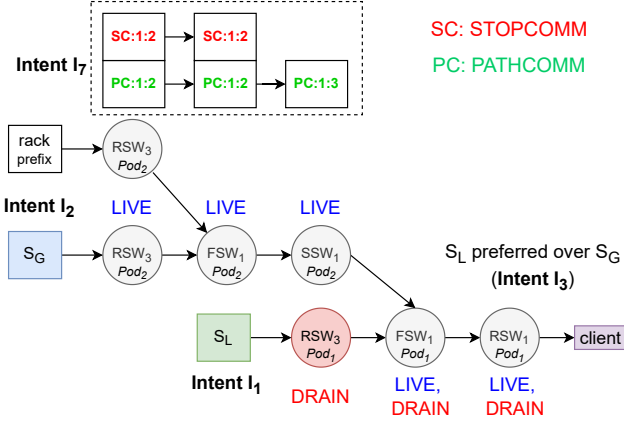 SC:1:2 SC:1:2
SC: STOPCOMM
Intent I7
PC:1:2 PC:1:2 PC:1:3
PC: PATHCOMM
rack
prefix
RSW3
Pod2
Intent I2
LIVE LIVE LIVE
SG
RSW3
Pod2
FSW1
Pod2
SSW1
Pod2
SL preferred over SG
(Intent I3)
SL
RSW3
Pod1
FSW1
Pod1
RSW1
Pod1
client
Intent I1
DRAIN
LIVE,
DRAIN
LIVE,
DRAIN